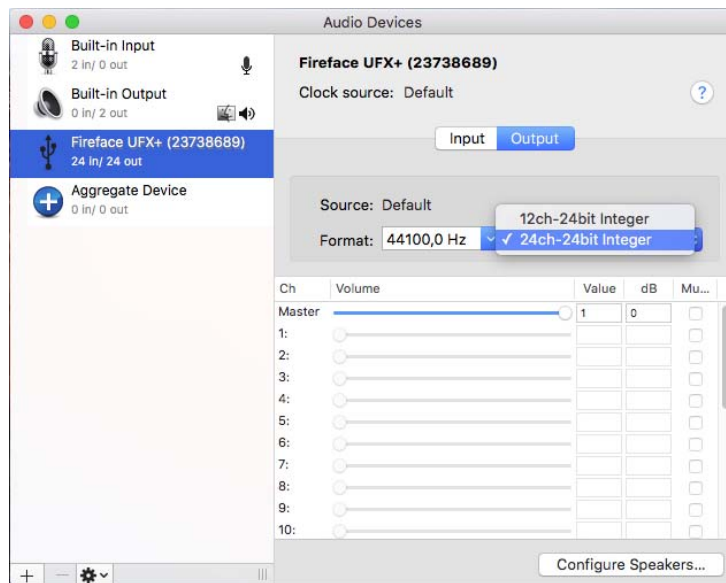 Audio Devices
Built-in Input
2 in/ 0 out
Built-in Output
0 in/ 2 out
Fireface UFX+ (23738689)
24 in/ 24 out
Aggregate Device
0 in/ 0 out
Fireface UFX+ (23738689)
Clock source: Default
?
Input Output
Source: Default
12ch-24bit Integer
Format: 44100,0 Hz ✓ 24ch-24bit Integer
Ch Volume Value dB Mu...
Master 1 0
1:
2:
3:
4:
5:
6:
7:
8:
9:
10:
Configure Speakers...